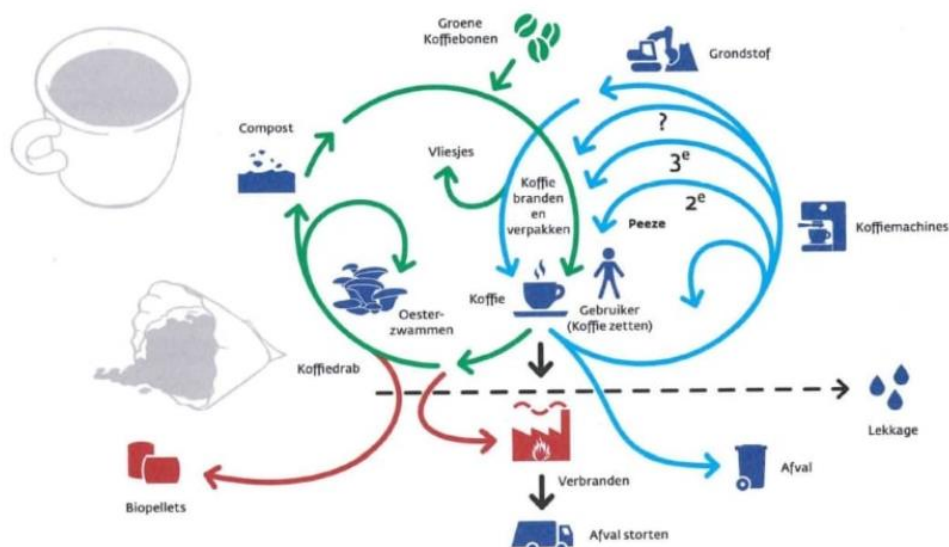 Groene
Koffiebonen
Grondstof
Compost
?
Vliesjes
Koffie
branden
en
verpakken
3e
2e
Peeze
Koffiemachines
Koffie
Oester-
zwammen
Gebruiker
(Koffie zetten)
Koffiedrab
Lekkage
Afval
Verbranden
Biopellets
Afval storten